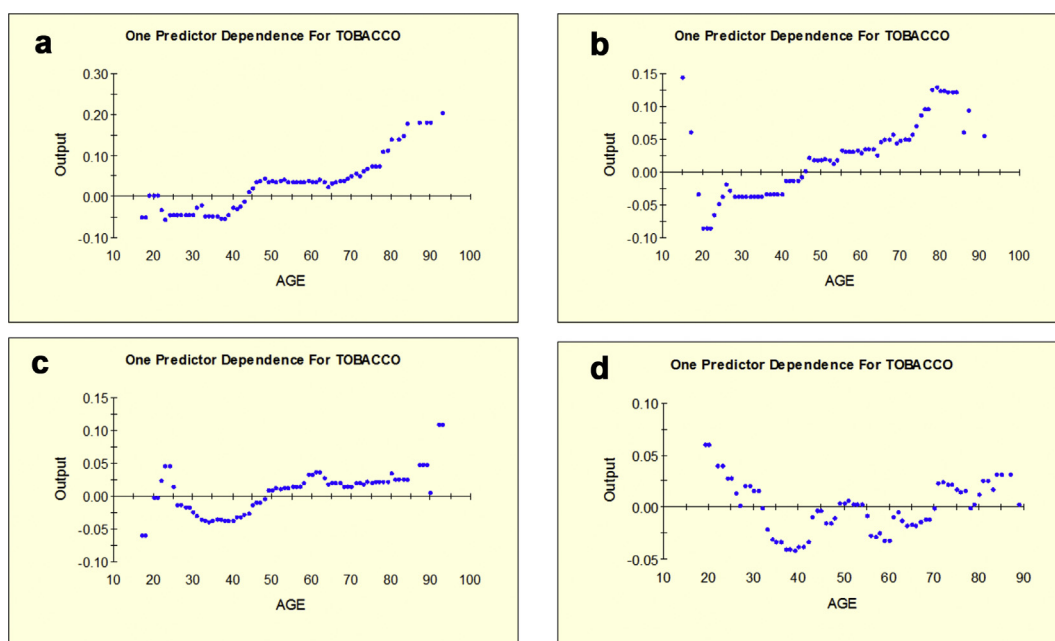 a
One Predictor Dependence For TOBACCO
0.30
0.20
0.10
0.00
-0.10
Output
10 20 30 40 50 60 70 80 90 100
AGE
b
One Predictor Dependence For TOBACCO
0.15
0.10
0.05
0.00
-0.05
-0.10
Output
10 20 30 40 50 60 70 80 90 100
AGE
c
One Predictor Dependence For TOBACCO
0.15
0.10
0.05
0.00
-0.05
-0.10
Output
10 20 30 40 50 60 70 80 90 100
AGE
d
One Predictor Dependence For TOBACCO
0.10
0.05
0.00
-0.05
Output
10 20 30 40 50 60 70 80 90
AGE